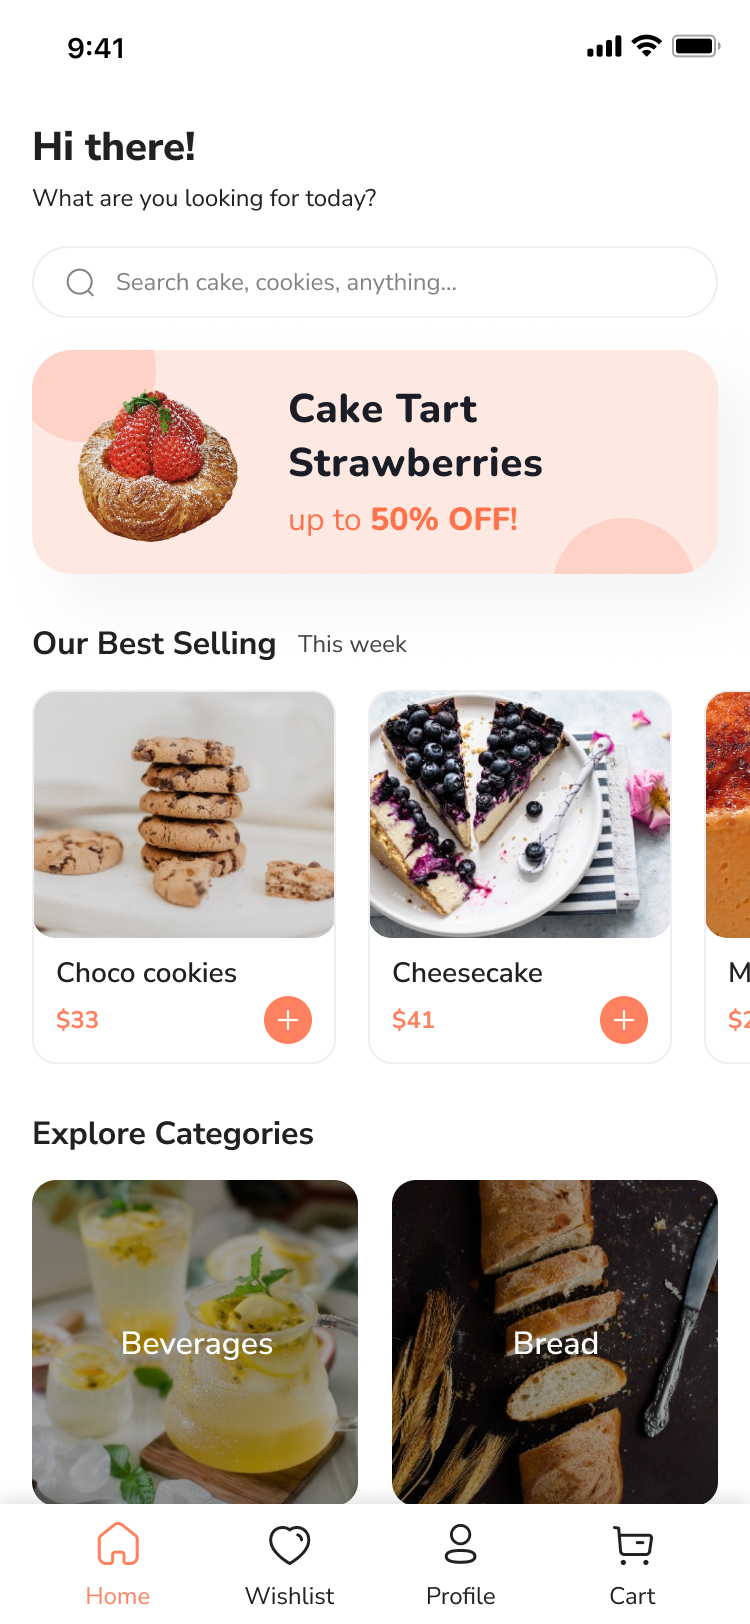 9:41
Hi there!
What are you looking for today?
Search cake, cookies, anything...
Cake Tart
Strawberries
up to 50% OFF!
Our Best Selling This week
Choco cookies
$33
Cheesecake
$41
Explore Categories
Beverages
Bread
Home
Wishlist
Profile
Cart